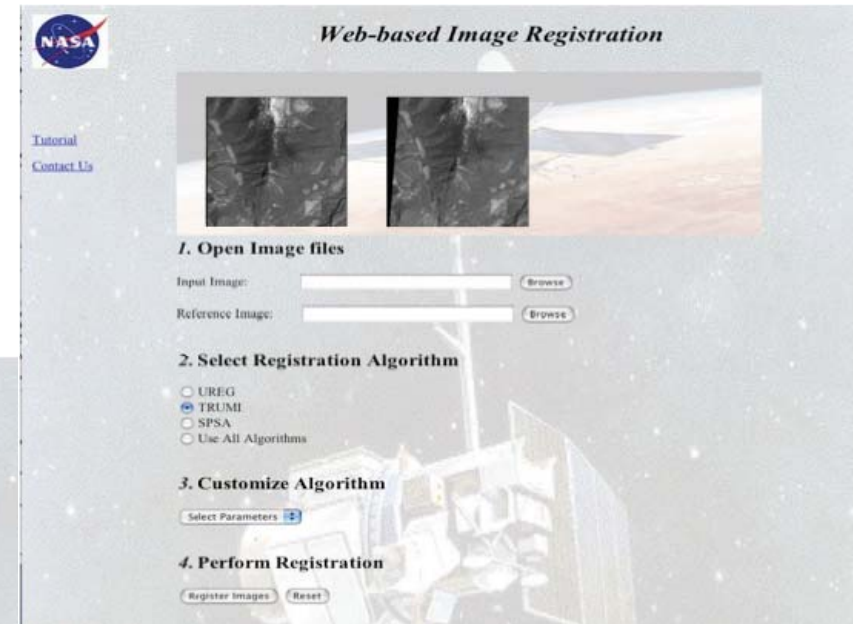 NASA
Web-based Image Registration
Tutorial
Contact Us
1. Open Image files
Input Image:
Browse
Reference Image:
Browse
2. Select Registration Algorithm
UREG
TRUMI
SPSA
Use All Algorithms
3. Customize Algorithm
Select Parameters
4. Perform Registration
Register Images Reset